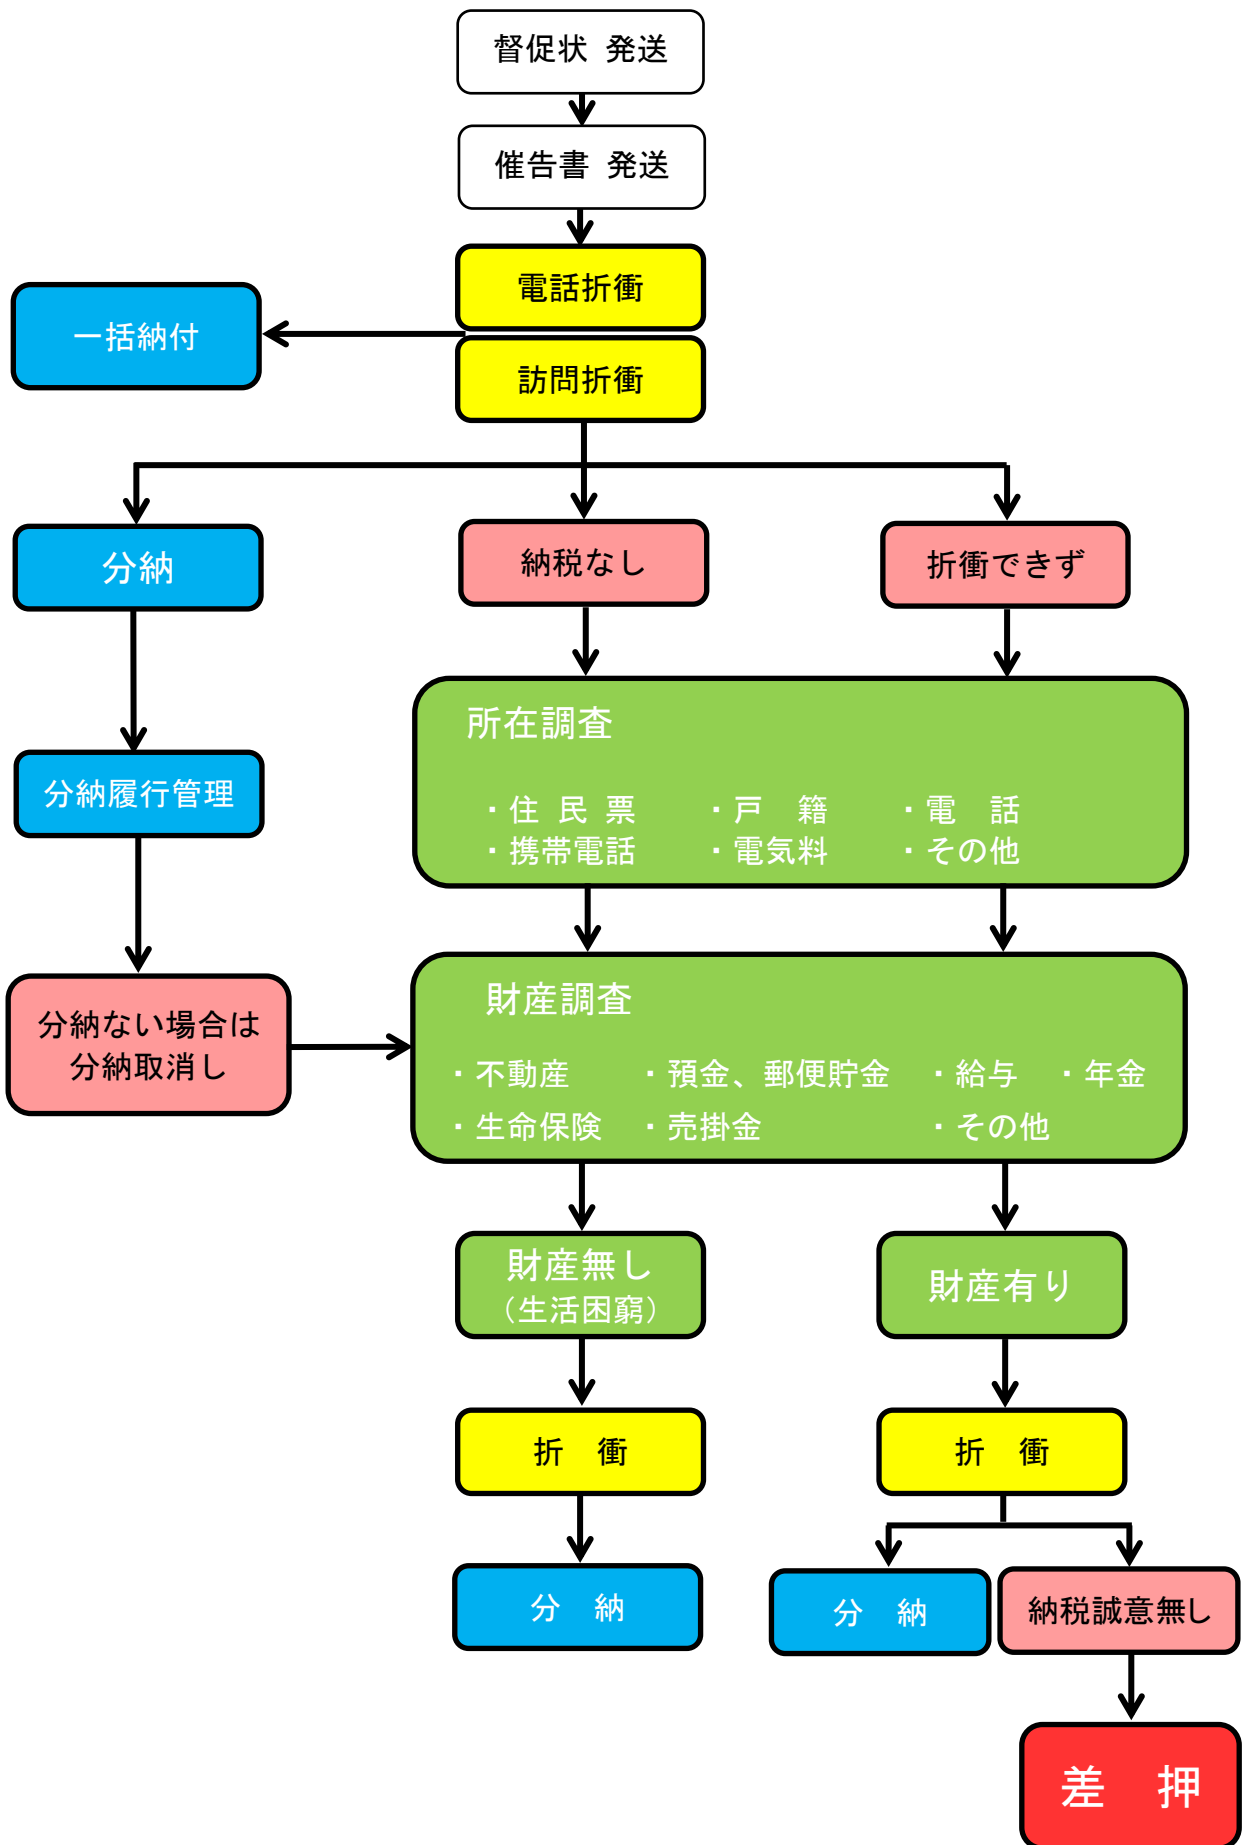 督促状 発送
催告書 発送
電話折衝
一括納付
訪問折衝
分納
納税なし
折衝できず
所在調査
・住 民 票 ・戸 籍 ・電 話
・携帯電話 ・電気料 ・その他
分納履行管理
財産調査
・不動産 ・預金、郵便貯金 ・給与 ・年金
・生命保険 ・売掛金 ・その他
分納ない場合は
分納取消し
財産無し
（生活困窮）
財産有り
折 衝
折 衝
分 納
分 納
納税誠意無し
差 押